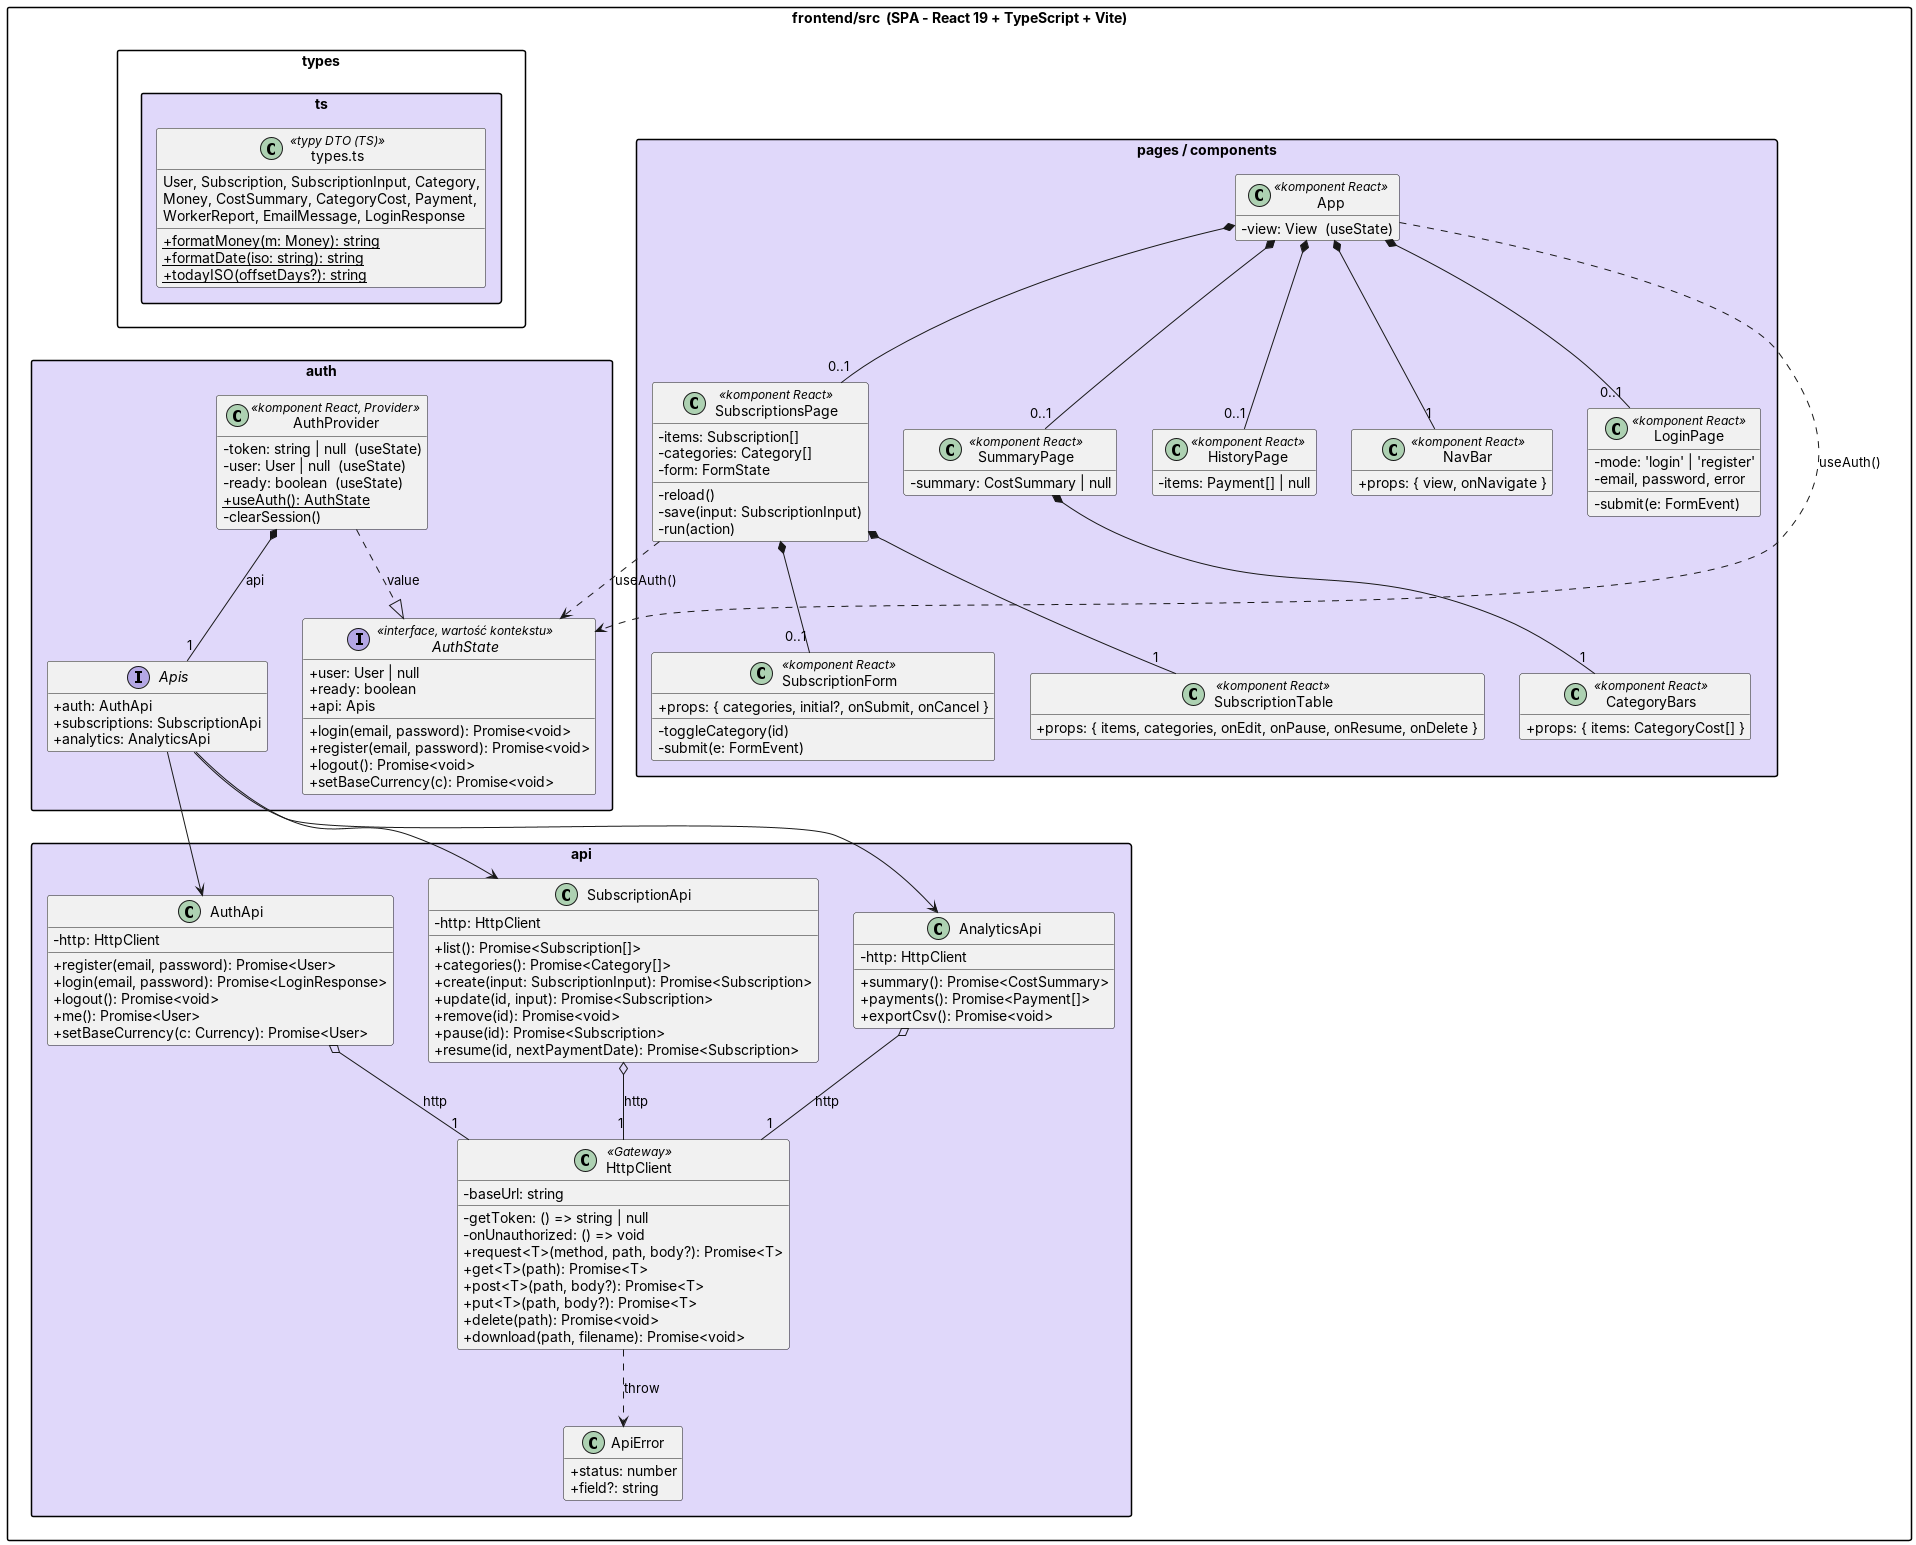 frontend/src (SPA - React 19 + TypeScript + Vite)
types
ts
«typy DTO (TS)»
C
types.ts
User, Subscription, SubscriptionInput, Category,
Money, CostSummary, CategoryCost, Payment,
WorkerReport, EmailMessage, LoginResponse
+formatMoney(m: Money): string
+formatDate(iso: string): string
+todayISO(offsetDays?): string
pages / components
«komponent React»
C
App
-view: View (useState)
0..1
0..1
0..1
1
0..1
useAuth()
«komponent React»
C
SubscriptionsPage
-items: Subscription[]
-categories: Category[]
-form: FormState
-reload()
-save(input: SubscriptionInput)
-run(action)
«komponent React»
C
SummaryPage
-summary: CostSummary | null
«komponent React»
C
HistoryPage
-items: Payment[] | null
«komponent React»
C
NavBar
+props: { view, onNavigate }
«komponent React»
C
LoginPage
-mode: 'login' | 'register'
-email, password, error
-submit(e: FormEvent)
useAuth()
0..1
1
1
«komponent React»
C
SubscriptionForm
+props: { categories, initial?, onSubmit, onCancel }
-toggleCategory(id)
-submit(e: FormEvent)
«komponent React»
C
SubscriptionTable
+props: { items, categories, onEdit, onPause, onResume, onDelete }
«komponent React»
C
CategoryBars
+props: { items: CategoryCost[] }
auth
«komponent React, Provider»
C
AuthProvider
-token: string | null (useState)
-user: User | null (useState)
-ready: boolean (useState)
+useAuth(): AuthState
-clearSession()
api
value
1
I
Apis
+auth: AuthApi
+subscriptions: SubscriptionApi
+analytics: AnalyticsApi
«interface, wartość kontekstu»
I
AuthState
+user: User | null
+ready: boolean
+api: Apis
+login(email, password): Promise<void>
+register(email, password): Promise<void>
+logout(): Promise<void>
+setBaseCurrency(c): Promise<void>
api
C
AuthApi
-http: HttpClient
+register(email, password): Promise<User>
+login(email, password): Promise<LoginResponse>
+logout(): Promise<void>
+me(): Promise<User>
+setBaseCurrency(c: Currency): Promise<User>
C
SubscriptionApi
-http: HttpClient
+list(): Promise<Subscription[]>
+categories(): Promise<Category[]>
+create(input: SubscriptionInput): Promise<Subscription>
+update(id, input): Promise<Subscription>
+remove(id): Promise<void>
+pause(id): Promise<Subscription>
+resume(id, nextPaymentDate): Promise<Subscription>
C
AnalyticsApi
-http: HttpClient
+summary(): Promise<CostSummary>
+payments(): Promise<Payment[]>
+exportCsv(): Promise<void>
http
http
http
1
1
1
«Gateway»
C
HttpClient
-baseUrl: string
-getToken: () => string | null
-onUnauthorized: () => void
+request<T>(method, path, body?): Promise<T>
+get<T>(path): Promise<T>
+post<T>(path, body?): Promise<T>
+put<T>(path, body?): Promise<T>
+delete(path): Promise<void>
+download(path, filename): Promise<void>
throw
C
ApiError
+status: number
+field?: string